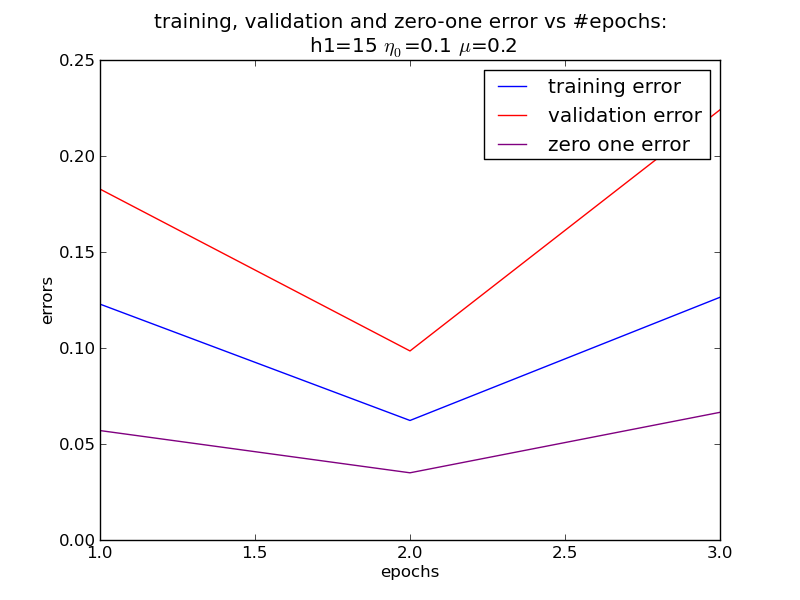 training, validation and zero-one error vs #epochs:
h1=15 η₀=0.1 μ=0.2
training error
validation error
zero one error
0.25
0.20
0.15
0.10
0.05
0.00
errors
1.0 1.5 2.0 2.5 3.0
epochs